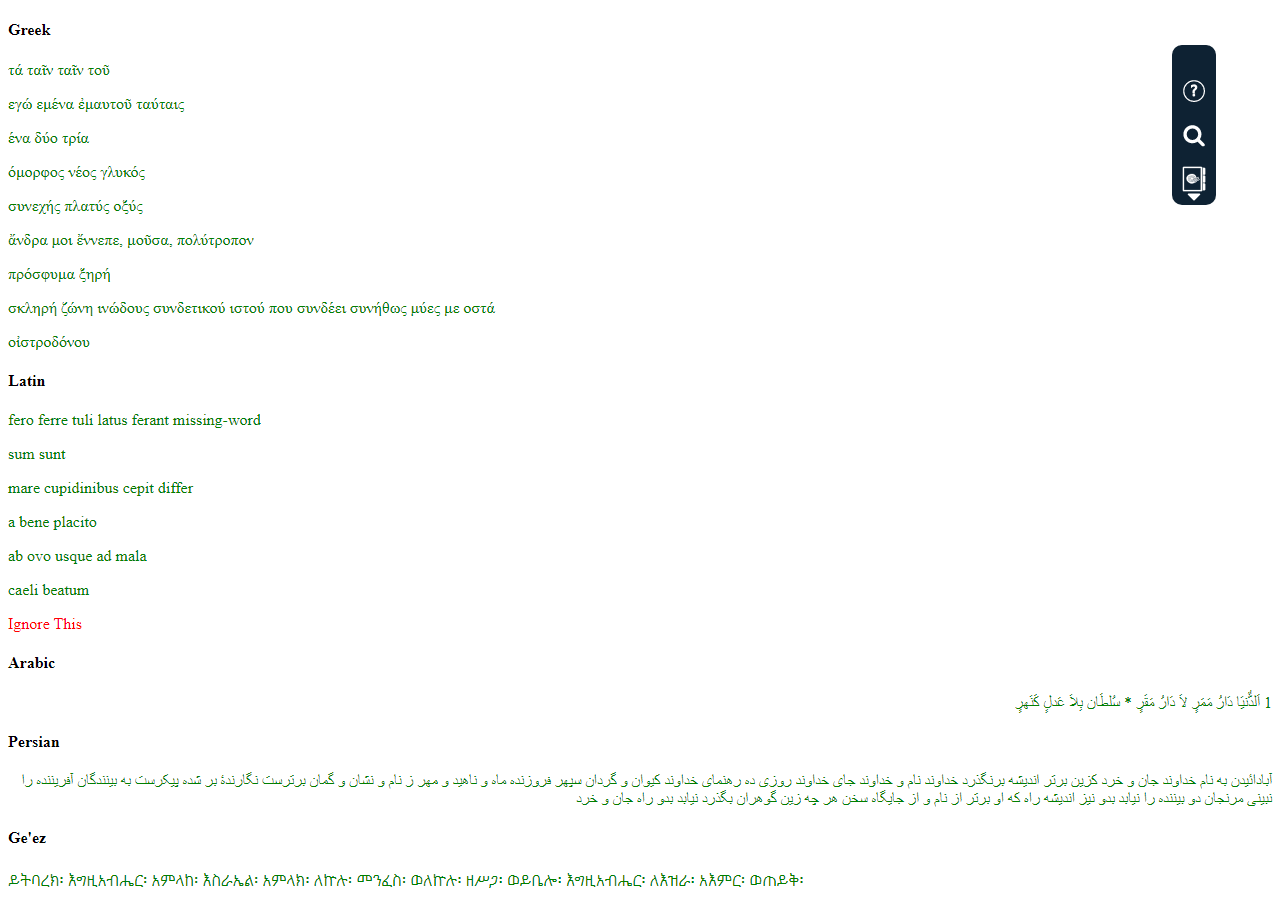 Greek
τά ταῖν ταῖν τοῦ
εγώ εμένα ἐμαυτοῦ ταύταις
ένα δύο τρία
όμορφος νέος γλυκός
συνεχής πλατύς οξύς
ἄνδρα μοι ἔννεπε, μοῦσα, πολύτροπον
πρόσφυμα ξηρή
σκληρή ζώνη ινώδους συνδετικού ιστού που συνδέει συνήθως μύες με οστά
οἰστροδόνου
Latin
fero ferre tuli latus ferant missing-word
sum sunt
mare cupidinibus cepit differ
a bene placito
ab ovo usque ad mala
caeli beatum
Ignore This
Arabic
1 اَلدُّنيَا دَارُ مَمَرٍ لاَ دَارُ مَقَرٍ * سُلطَان بِلاَ عَدلٍ كَنَهرٍ
Persian
آبادائیدن به نام خداوند جان و خرد کزین برتر اندیشه برنگذرد خداوند نام و خداوند جای خداوند روزی ده رهنمای خداوند کیوان و گردان سپهر فروزنده ماه و ناهید و مهر ز نام و نشان و گمان برترست نگارندهٔ بر شده پیکرست به بینندگان آفریننده را
نبینی مرنجان دو بیننده را نیابد بدو نیز اندیشه راه که او برتر از نام و از جایگاه سخن هر چه زین گوهران بگذرد نیابد بدو راه جان و خرد
Ge'ez
ይትባረክ፡ እግዚአብሔር፡ አምላከ፡ እስራኤል፡ አምላክ፡ ለኵሉ፡ መንፈስ፡ ወለኵሉ፡ ዘሥጋ፡ ወይቤሎ፡ እግዚአብሔር፡ ለእዝራ፡ አእምር፡ ወጠይቅ፡